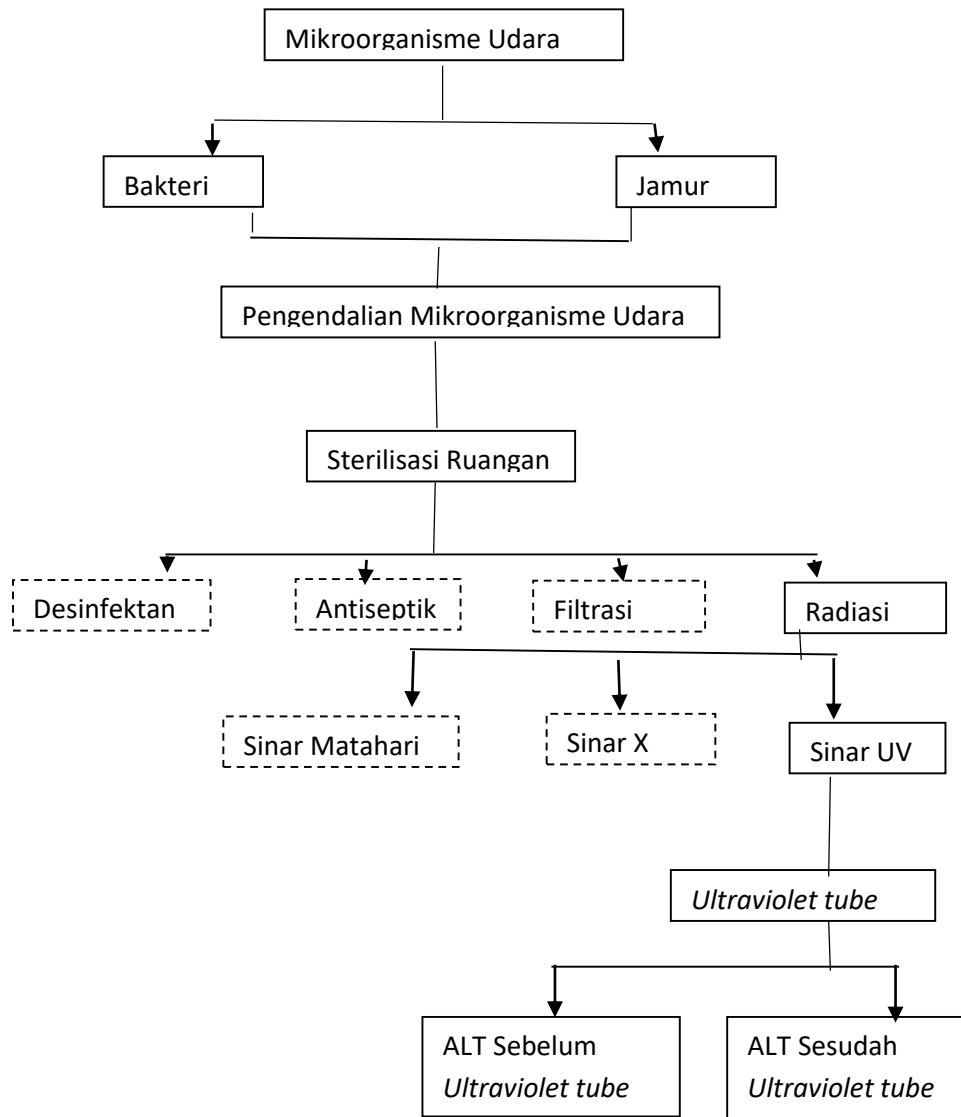 Mikroorganisme Udara
Bakteri
Jamur
Pengendalian Mikroorganisme Udara
Sterilisasi Ruangan
Desinfektan
Antiseptik
Filtrasi
Radiasi
Sinar Matahari
Sinar X
Sinar UV
Ultraviolet tube
ALT Sebelum
Ultraviolet tube
ALT Sesudah
Ultraviolet tube